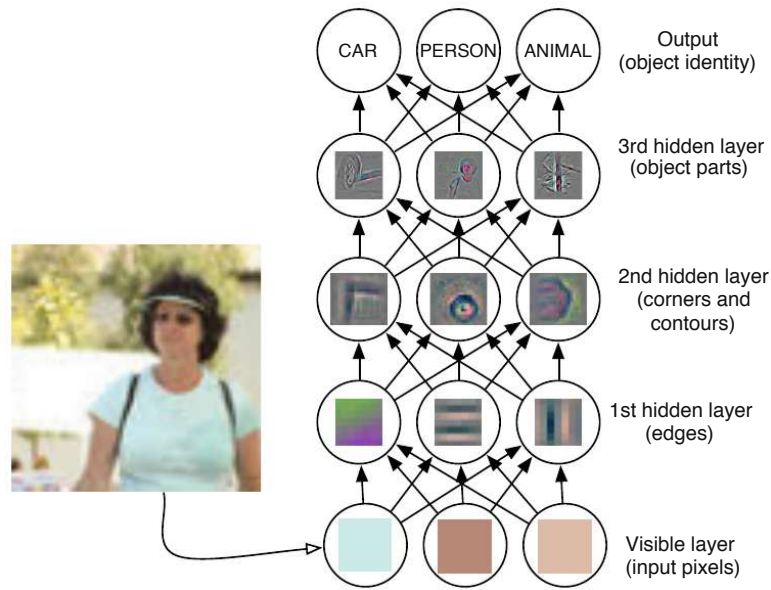 CAR
PERSON
ANIMAL
Output
(object identity)
3rd hidden layer
(object parts)
2nd hidden layer
(corners and
contours)
1st hidden layer
(edges)
Visible layer
(input pixels)